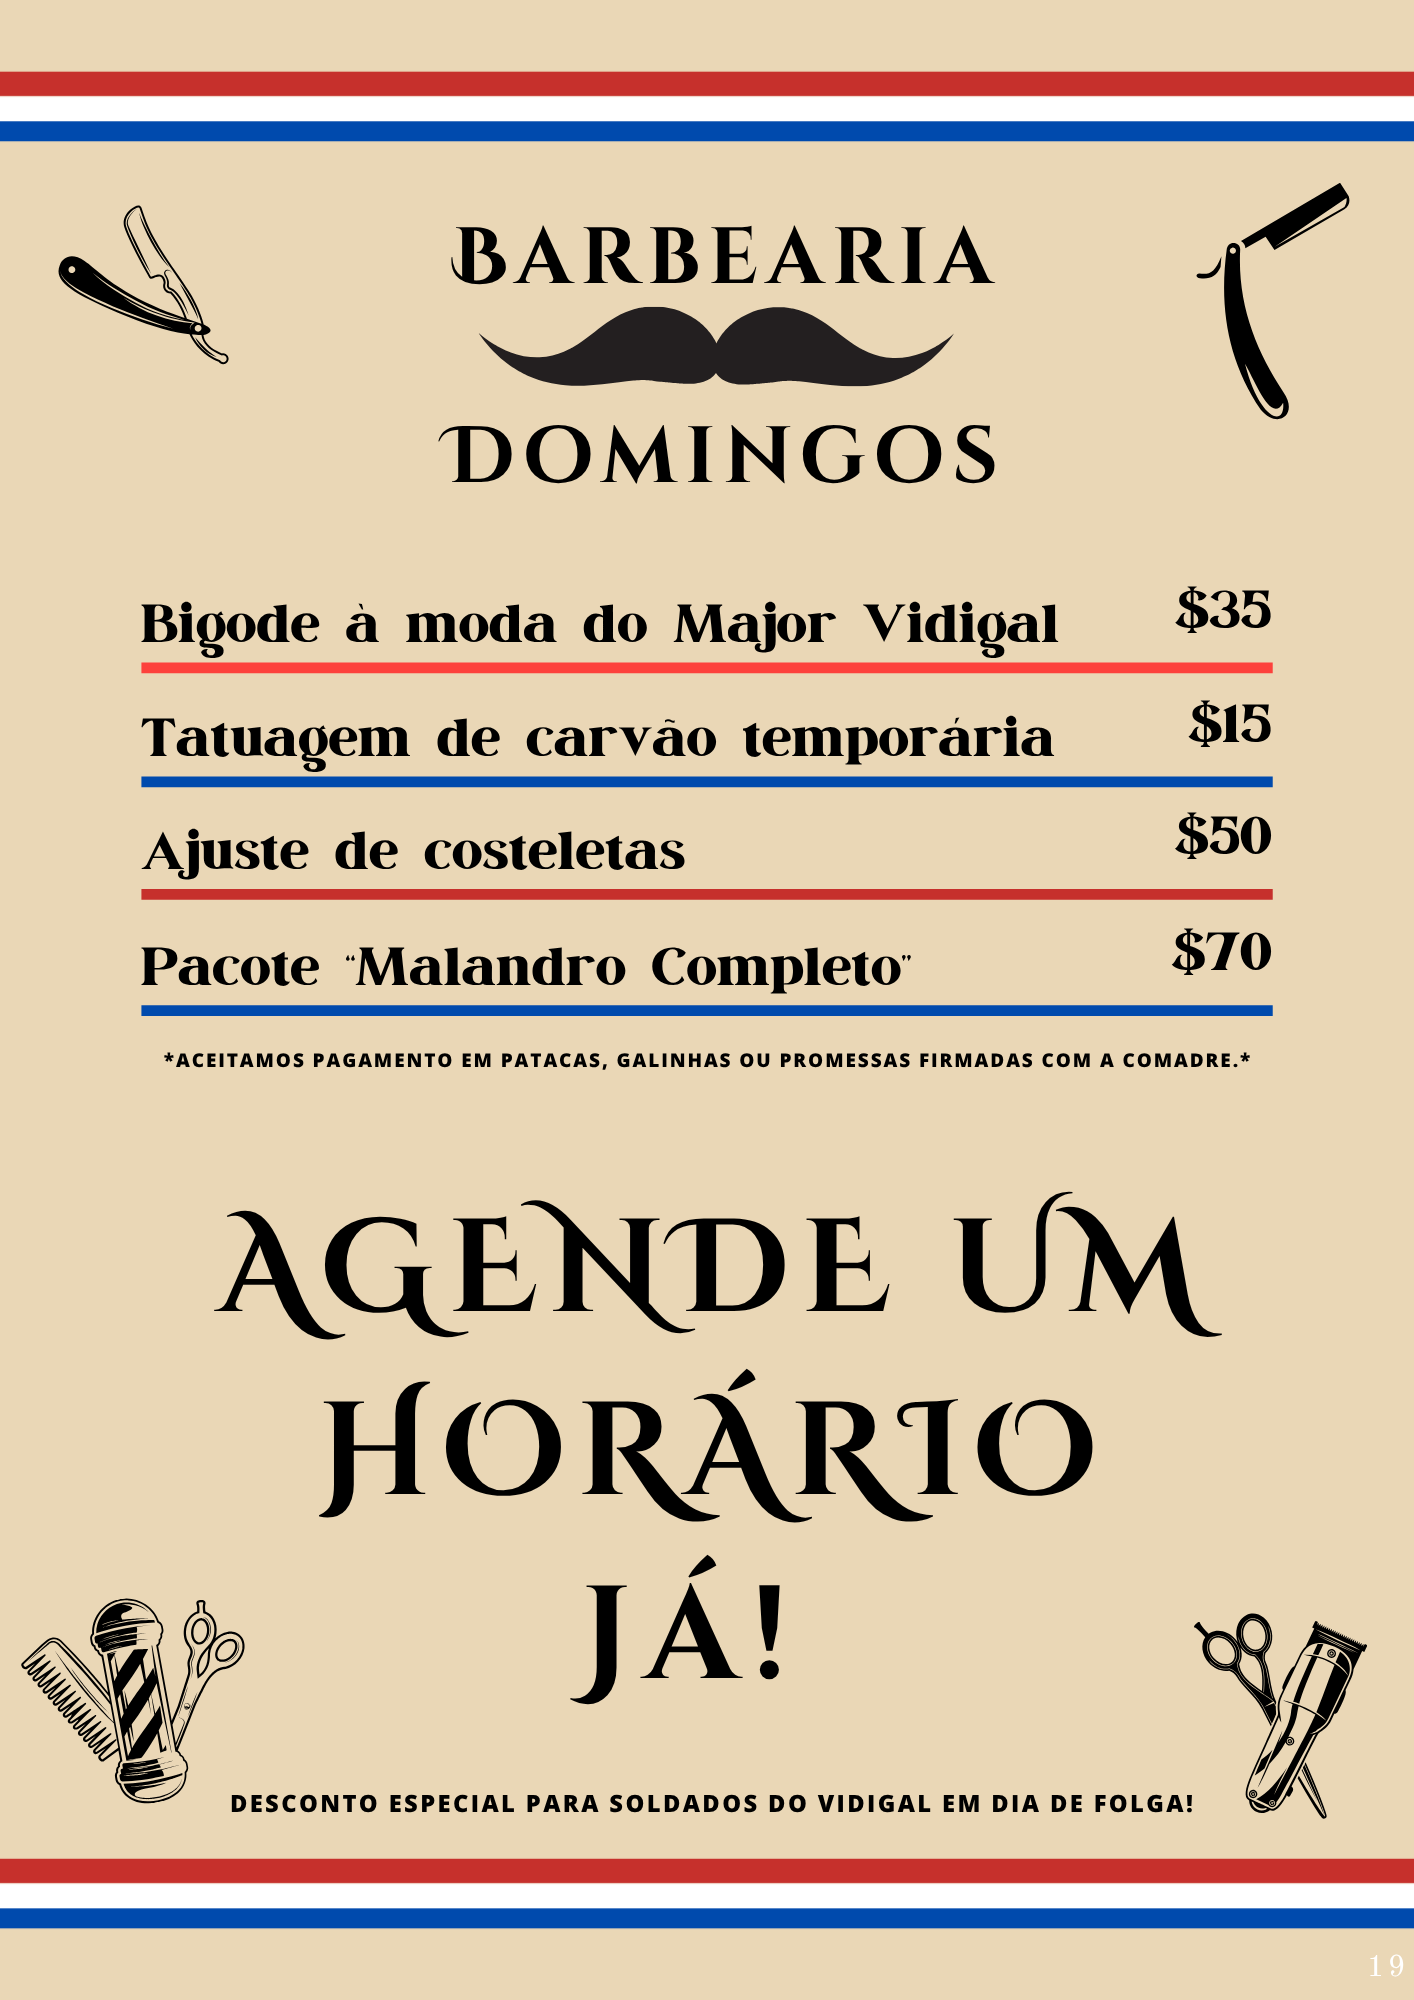 BARBEARIA
DOMINGOS
Bigode à moda do Major Vidigal $35
Tatuagem de carvão temporária $15
Ajuste de costeletas $50
Pacote "Malandro Completo" $70
*ACEITAMOS PAGAMENTO EM PATACAS, GALINHAS OU PROMESSAS FIRMADAS COM A COMADRE.*
AGENDE UM
HORÁRIO
JÁ!
DESCONTO ESPECIAL PARA SOLDADOS DO VIDIGAL EM DIA DE FOLGA!
19